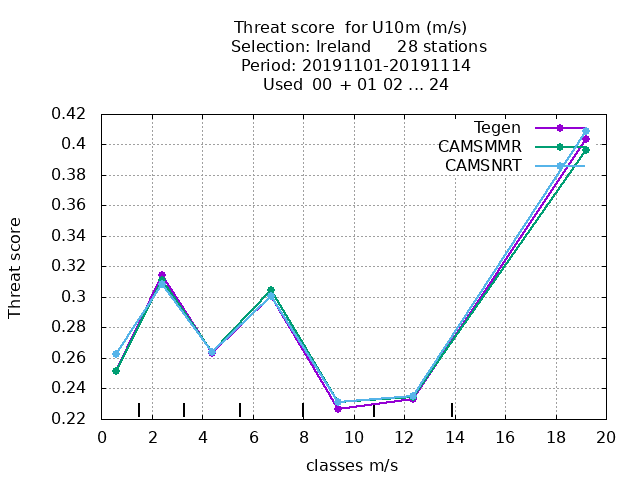 Threat score for U10m (m/s)
Selection: Ireland 28 stations
Period: 20191101-20191114
Used 00 + 01 02 ... 24
Tegen
CAMSMMR
CAMSNRT
0.42
0.4
0.38
0.36
0.34
0.32
0.3
0.28
0.26
0.24
0.22
Threat score
0 2 4 6 8 10 12 14 16 18 20
classes m/s